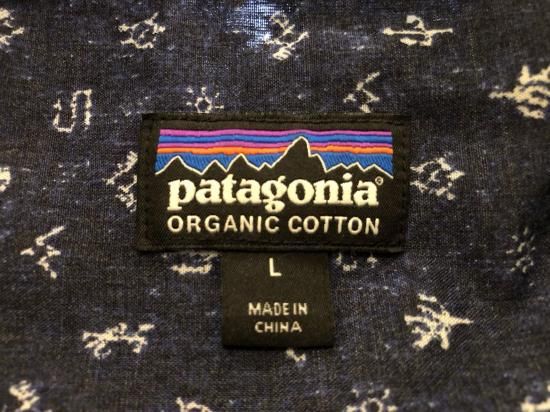 patagonia®
ORGANIC COTTON
L
MADE IN
CHINA